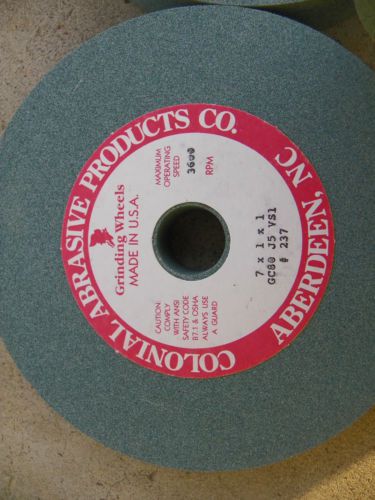 COLONIAL ABRASIVE PRODUCTS CO.
ABERDEEN, NC
Grinding Wheels
MADE IN U.S.A.
MAXIMUM
OPERATING
SPEED
3600
RPM
7 x 1 x 1
GC80 J5 VS1
# 237
CAUTION:
COMPLY
WITH ANSI
SAFETY CODE
B7.1 & OSHA
ALWAYS USE
A GUARD